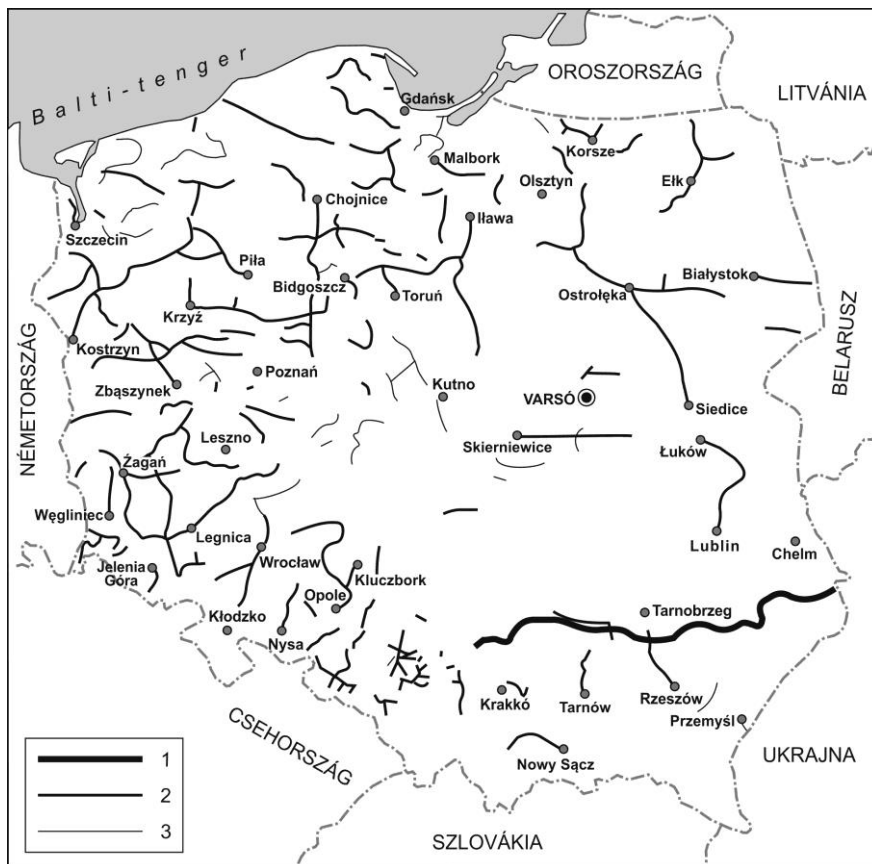 Balti-tenger
OROSZORSZÁG
LITVÁNIA
Gdańsk
Korsze
Malbork
Olsztyn
Ełk
Chojnice
Iława
Szczecin
Piła
Bidgoszcz
Toruń
Ostrołęka
Białystok
Krzyż
Kostrzyn
NÉMETORSZÁG
BELARUSZ
Zbąszynek
Poznań
Kutno
VARSÓ
Siedice
Leszno
Skierniewice
Łuków
Żagań
Węgliniec
Legnica
Lublin
Chelm
Jelenia
Góra
Wrocław
Kluczbork
Opole
Tarnobrzeg
Kłodzko
Nysa
Krakkó
Tarnów
Rzeszów
Przemyśl
CSEHORSZÁG
UKRAJNA
Nowy Sącz
SZLOVÁKIA
1
2
3